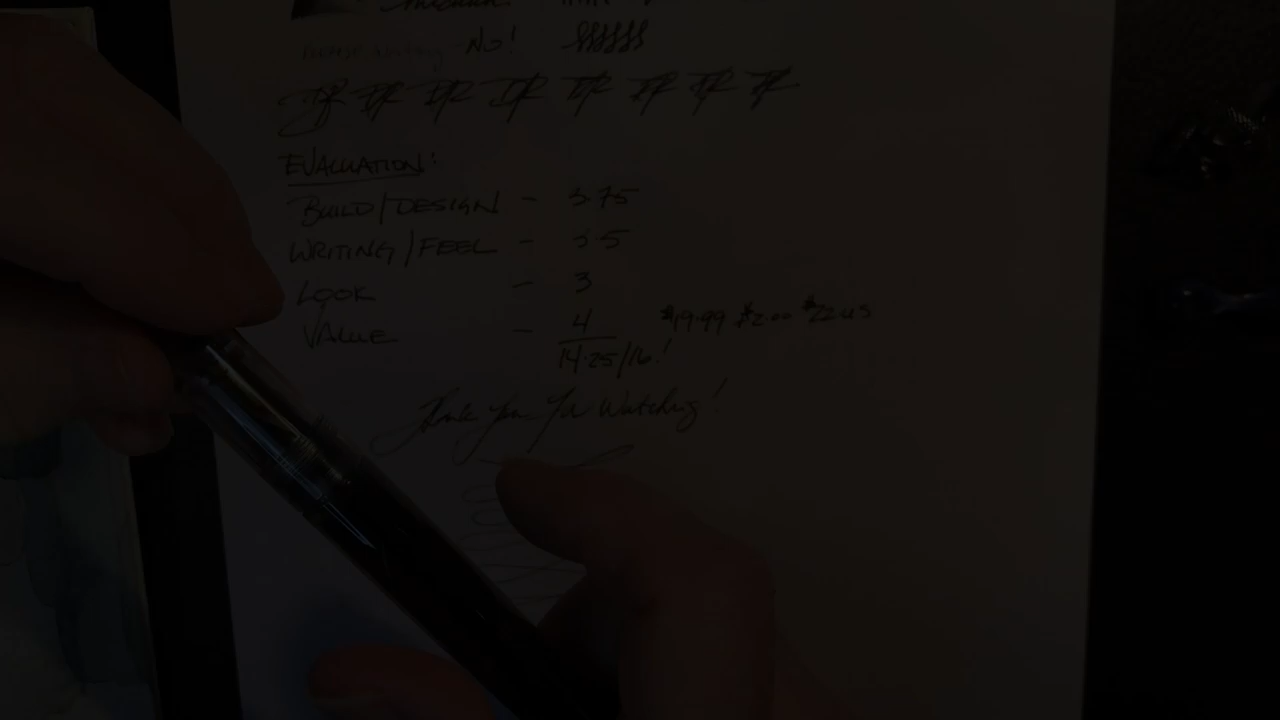 No!
EVALUATION:
BUILD/DESIGN - 3.75
WRITING/FEEL - 3.5
LOOK - 3
VALUE - 4 $19.99 $2.00 $22 US
14.25/16!
Thank You For Watching!